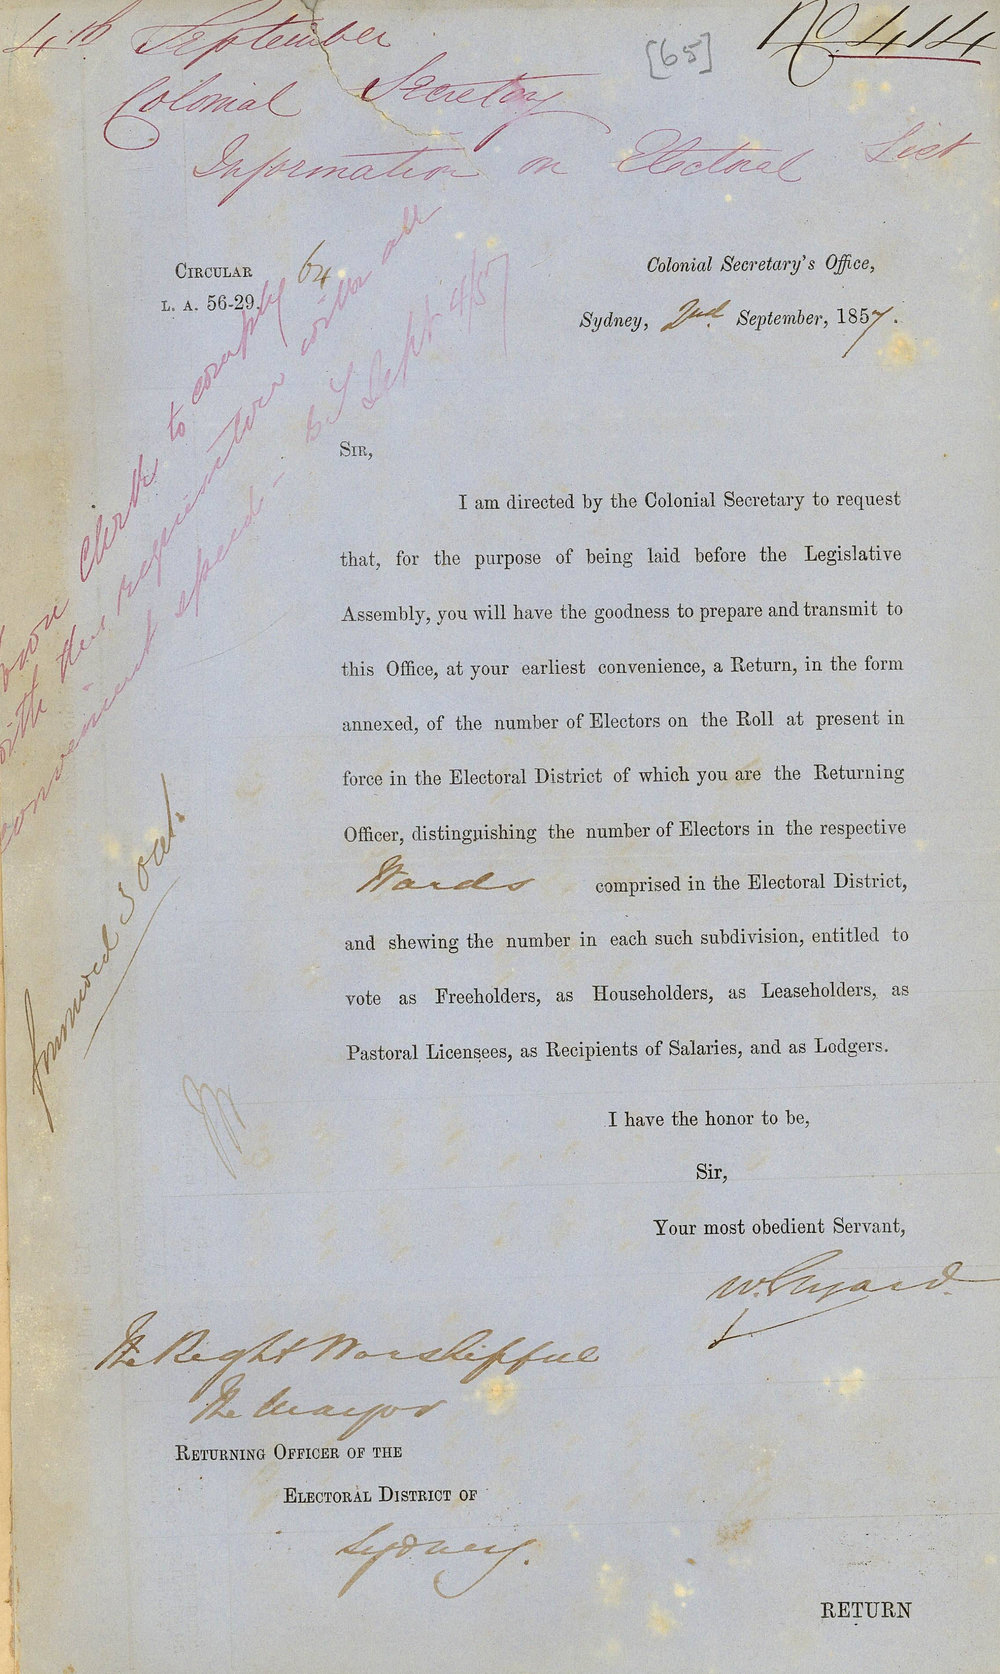 4th September
No. 414
[65]
Colonial Secretary
Information on Electoral List
CIRCULAR 64
L. A. 56-29.
Colonial Secretary's Office,
Sydney, 2nd September, 1857.
Town Clerk to comply
with this requisition with all
convenient speed -
Sept 4/57
SIR,
I am directed by the Colonial Secretary to request
that, for the purpose of being laid before the Legislative
Assembly, you will have the goodness to prepare and transmit to
this Office, at your earliest convenience, a Return, in the form
annexed, of the number of Electors on the Roll at present in
force in the Electoral District of which you are the Returning
Officer, distinguishing the number of Electors in the respective
Wards comprised in the Electoral District,
and shewing the number in each such subdivision, entitled to
vote as Freeholders, as Householders, as Leaseholders, as
Pastoral Licensees, as Recipients of Salaries, and as Lodgers.
I have the honor to be,
Sir,
Your most obedient Servant,
W. Elyard
The Right Worshipful
The Mayor
RETURNING OFFICER OF THE
ELECTORAL DISTRICT OF
Sydney.
RETURN